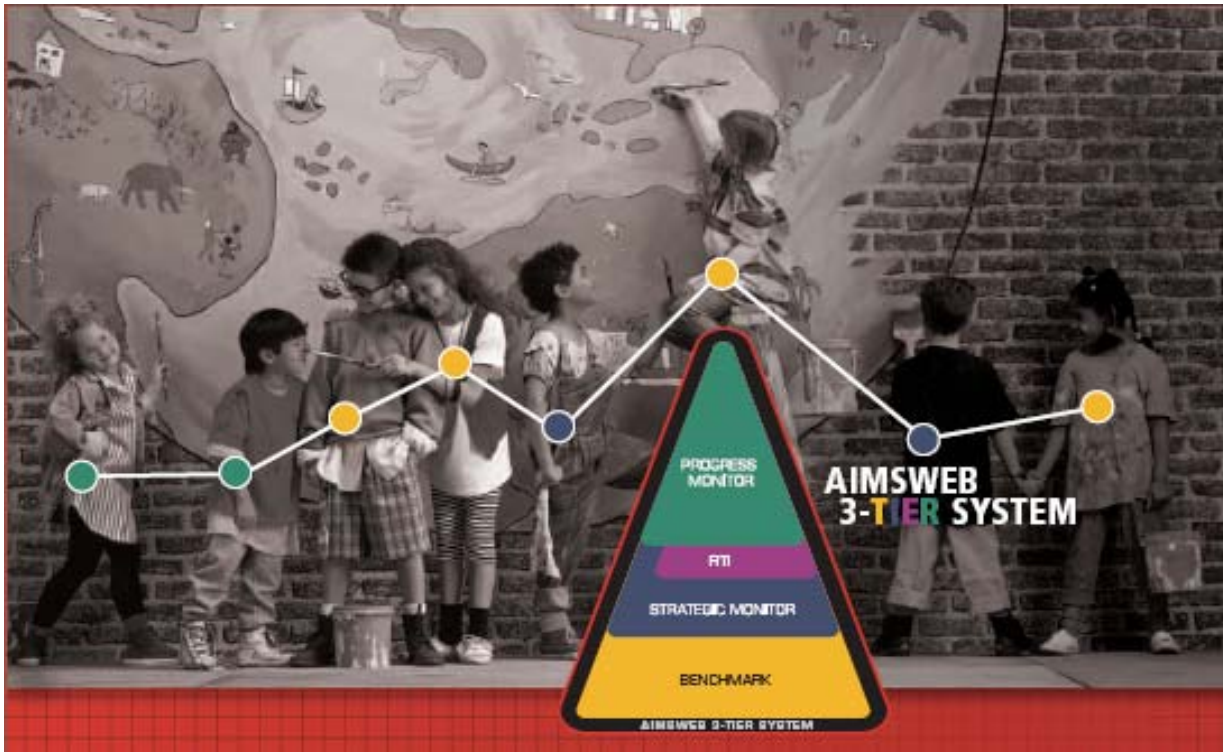 PROGRESS
MONITOR
RTI
STRATEGIC MONITOR
BENCHMARK
AIMSWEB 3-TIER SYSTEM
AIMSWEB
3-TIER SYSTEM